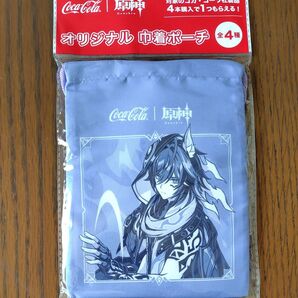 Coca-Cola 原神
対象のコカ・コーラ社製品
4本購入で1つもらえる!
オリジナル 巾着ポーチ 全4種
Coca-Cola 原神